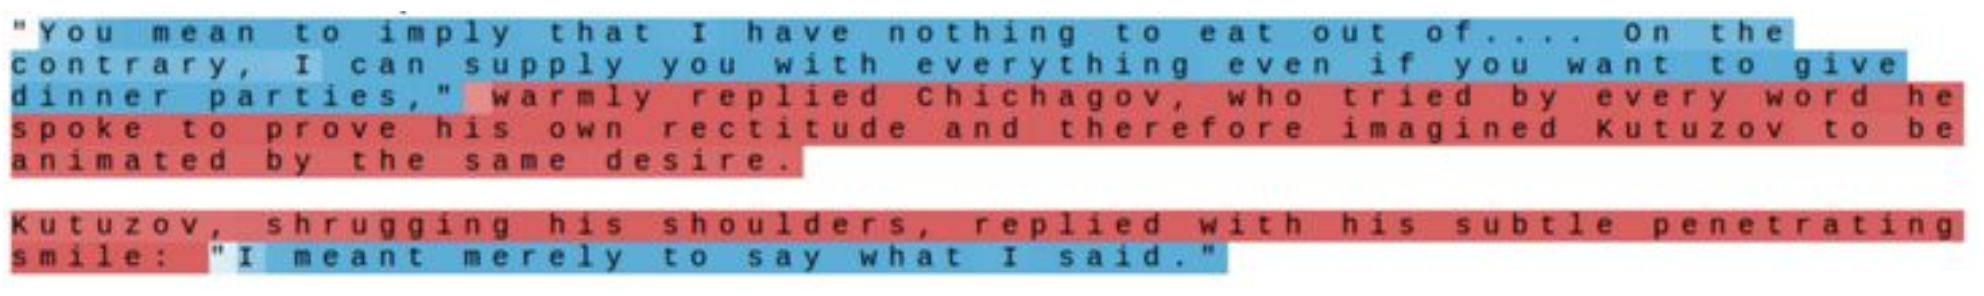 "You mean to imply that I have nothing to eat out of.... On the
contrary, I can supply you with everything even if you want to give
dinner parties," warmly replied Chichagov, who tried by every word he
spoke to prove his own rectitude and therefore imagined Kutuzov to be
animated by the same desire.
Kutuzov, shrugging his shoulders, replied with his subtle penetrating
smile: "I meant merely to say what I said."